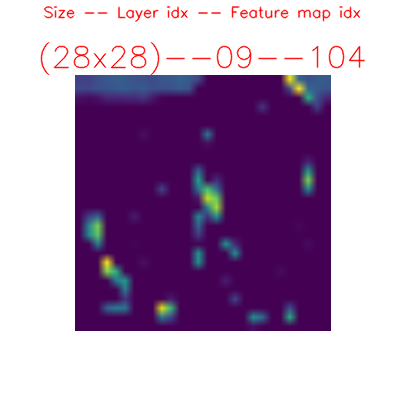 Size -- Layer idx -- Feature map idx
(28x28)--09--104